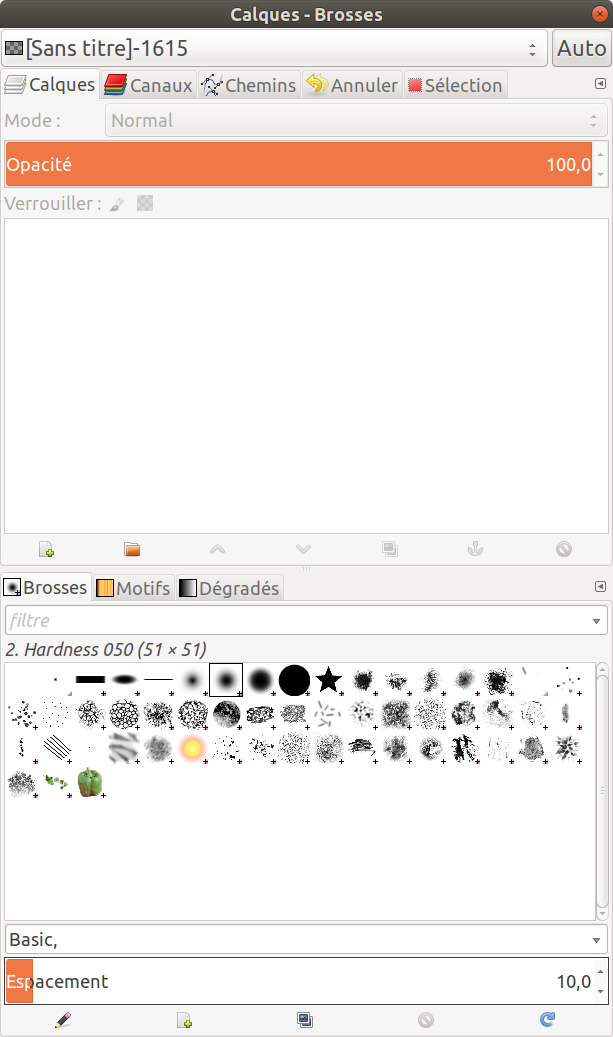 Calques - Brosses
[Sans titre]-1615 Auto
Calques Canaux Chemins Annuler Sélection
Mode : Normal
Opacité 100,0
Verrouiller :
Brosses Motifs Dégradés
filtre
2. Hardness 050 (51 × 51)
Basic,
Espacement 10,0